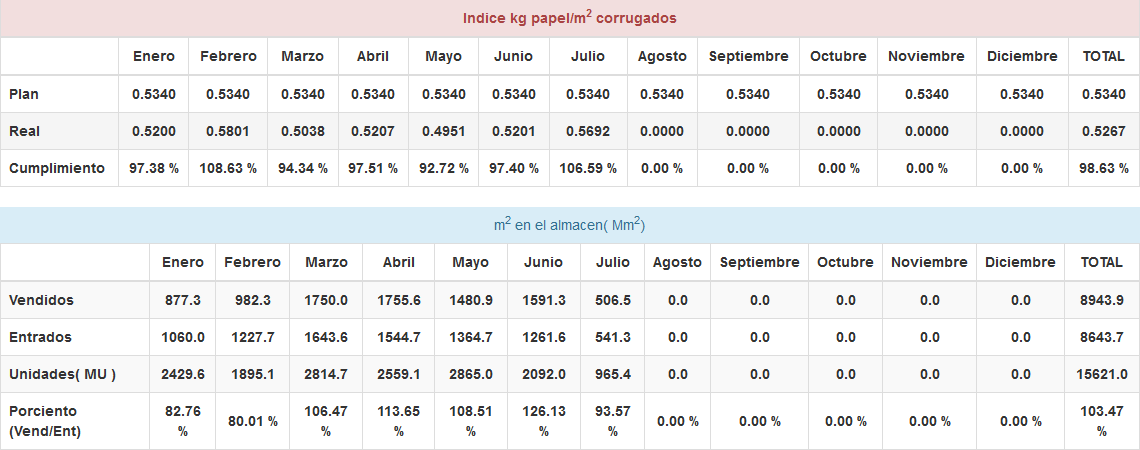 Indice kg papel/m² corrugados
Enero Febrero Marzo Abril Mayo Junio Julio Agosto Septiembre Octubre Noviembre Diciembre TOTAL
Plan 0.5340 0.5340 0.5340 0.5340 0.5340 0.5340 0.5340 0.5340 0.5340 0.5340 0.5340 0.5340 0.5340
Real 0.5200 0.5801 0.5038 0.5207 0.4951 0.5201 0.5692 0.0000 0.0000 0.0000 0.0000 0.0000 0.5267
Cumplimiento 97.38 % 108.63 % 94.34 % 97.51 % 92.72 % 97.40 % 106.59 % 0.00 % 0.00 % 0.00 % 0.00 % 0.00 % 98.63 %
m² en el almacen( Mm²)
Enero Febrero Marzo Abril Mayo Junio Julio Agosto Septiembre Octubre Noviembre Diciembre TOTAL
Vendidos 877.3 982.3 1750.0 1755.6 1480.9 1591.3 506.5 0.0 0.0 0.0 0.0 0.0 8943.9
Entrados 1060.0 1227.7 1643.6 1544.7 1364.7 1261.6 541.3 0.0 0.0 0.0 0.0 0.0 8643.7
Unidades( MU ) 2429.6 1895.1 2814.7 2559.1 2865.0 2092.0 965.4 0.0 0.0 0.0 0.0 0.0 15621.0
Porciento (Vend/Ent) 82.76 % 80.01 % 106.47 % 113.65 % 108.51 % 126.13 % 93.57 % 0.00 % 0.00 % 0.00 % 0.00 % 0.00 % 103.47 %